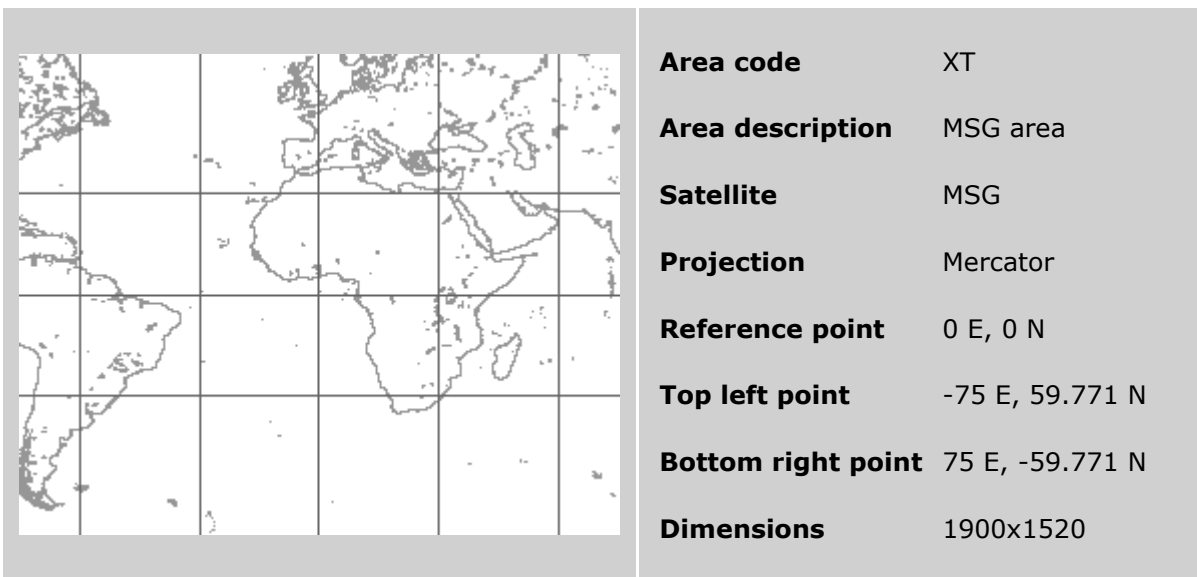 Area code XT
Area description MSG area
Satellite MSG
Projection Mercator
Reference point 0 E, 0 N
Top left point -75 E, 59.771 N
Bottom right point 75 E, -59.771 N
Dimensions 1900x1520